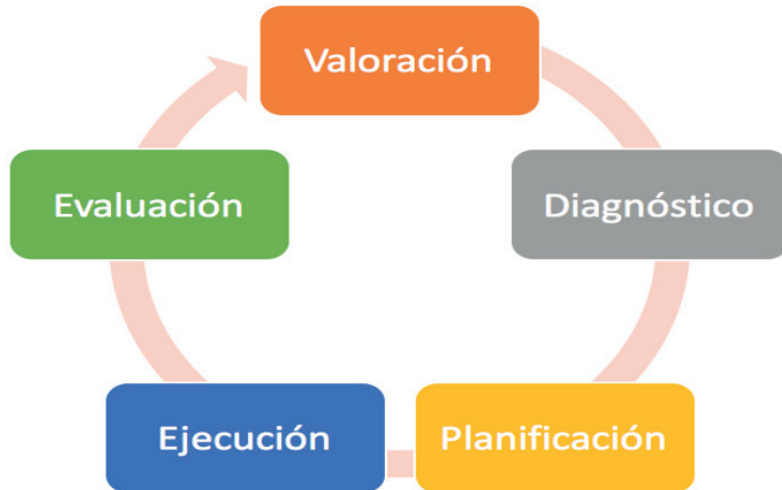 Valoración
Diagnóstico
Planificación
Ejecución
Evaluación